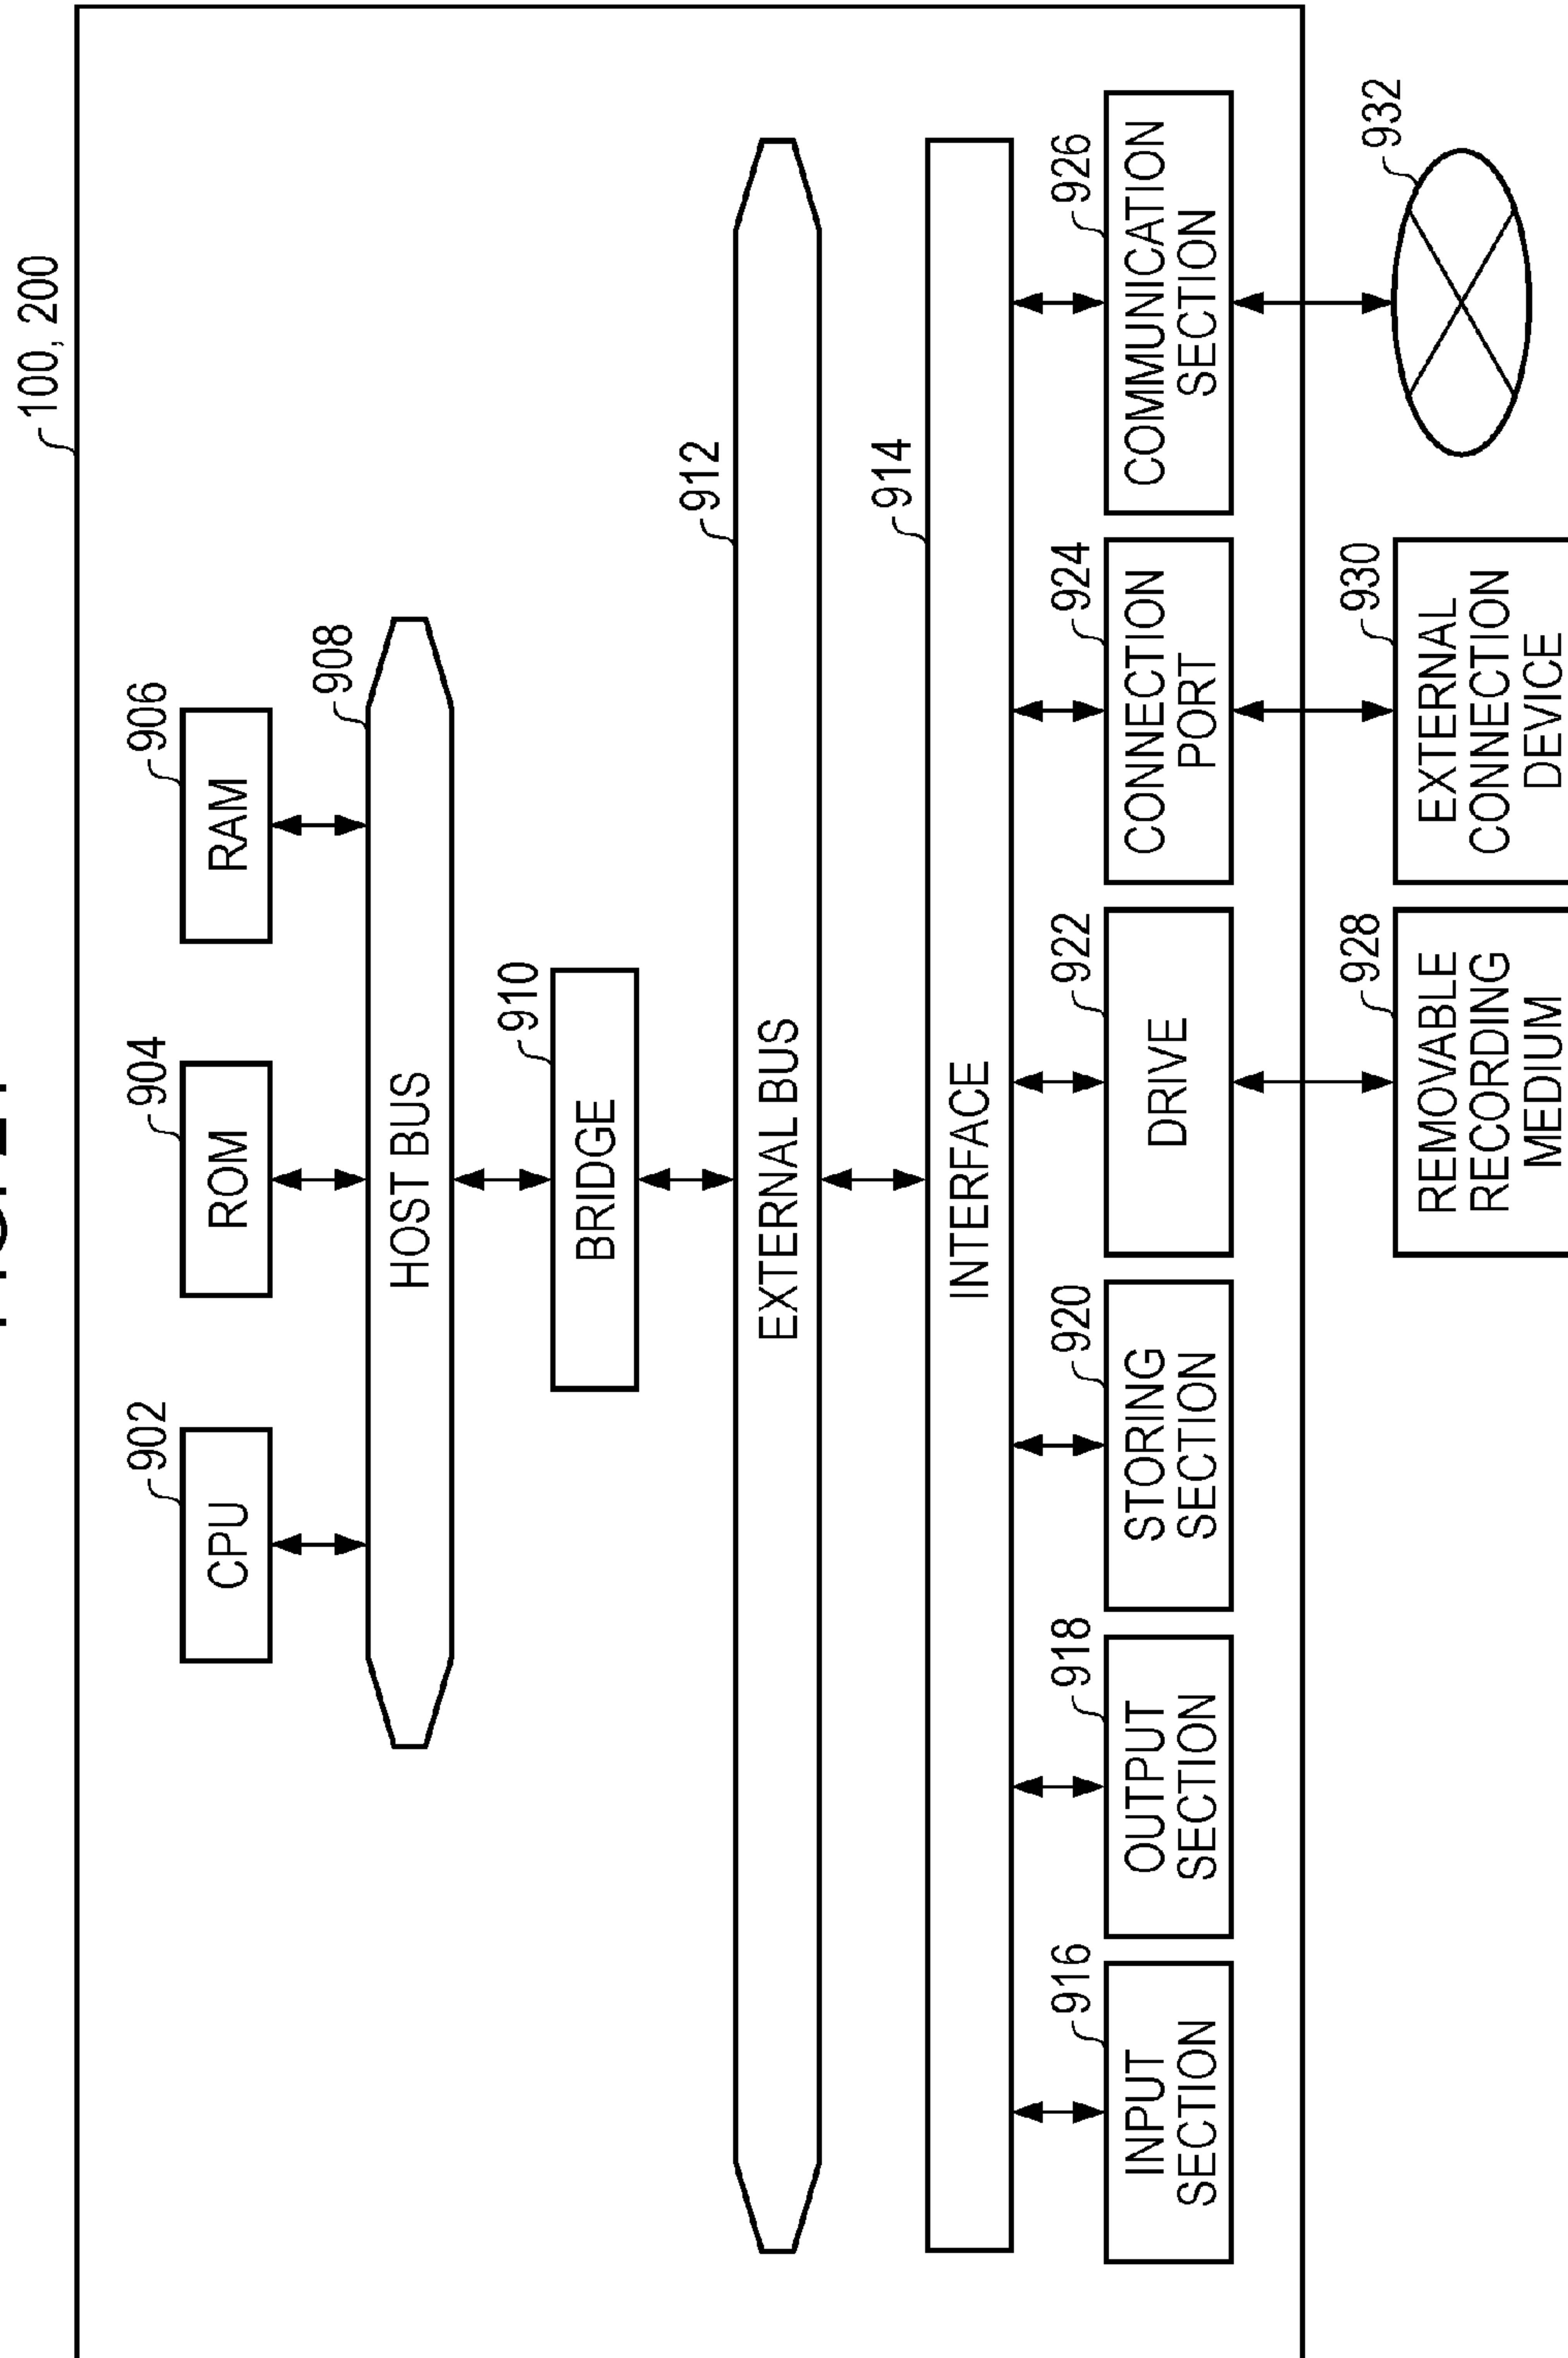 100, 200
902
904
906
CPU
ROM
RAM
908
HOST BUS
910
BRIDGE
912
EXTERNAL BUS
914
INTERFACE
916
918
920
922
924
926
INPUT
SECTION
OUTPUT
SECTION
STORING
SECTION
DRIVE
CONNECTION
PORT
COMMUNICATION
SECTION
928
930
932
REMOVABLE
RECORDING
MEDIUM
EXTERNAL
CONNECTION
DEVICE